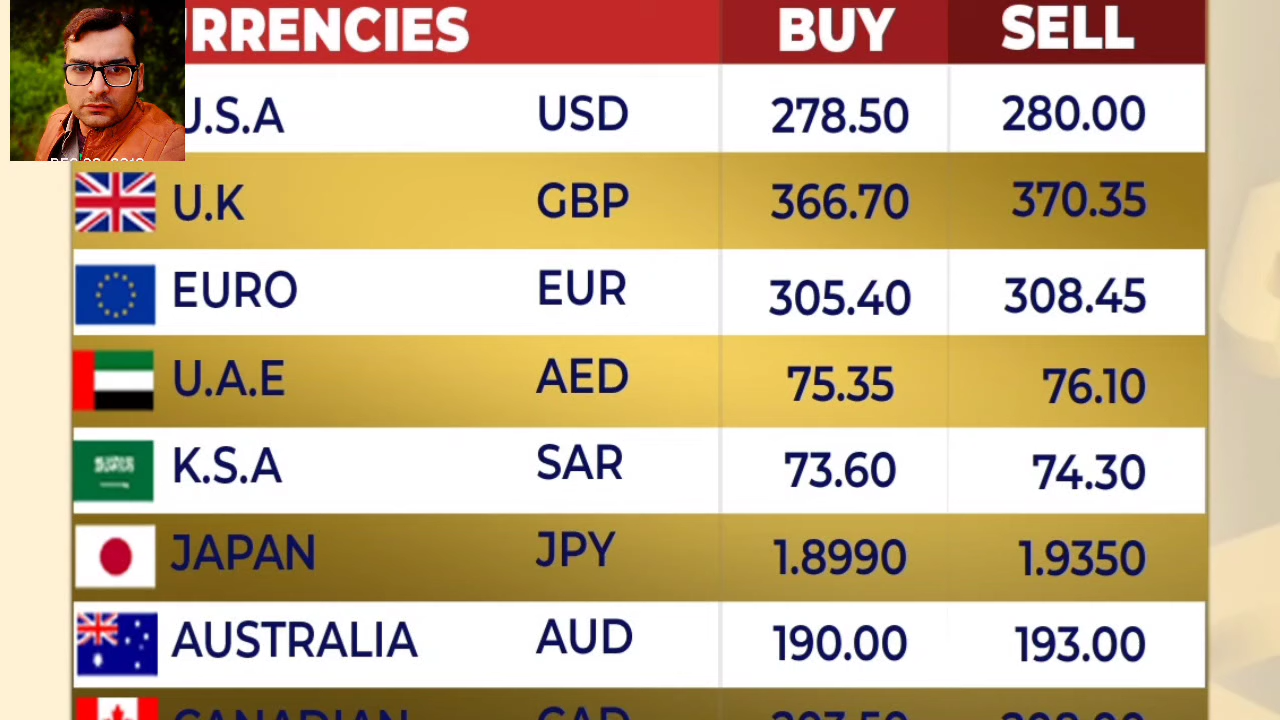 RRENCIES BUY SELL
U.S.A USD 278.50 280.00
U.K GBP 366.70 370.35
EURO EUR 305.40 308.45
U.A.E AED 75.35 76.10
K.S.A SAR 73.60 74.30
JAPAN JPY 1.8990 1.9350
AUSTRALIA AUD 190.00 193.00
CANADIAN CAD